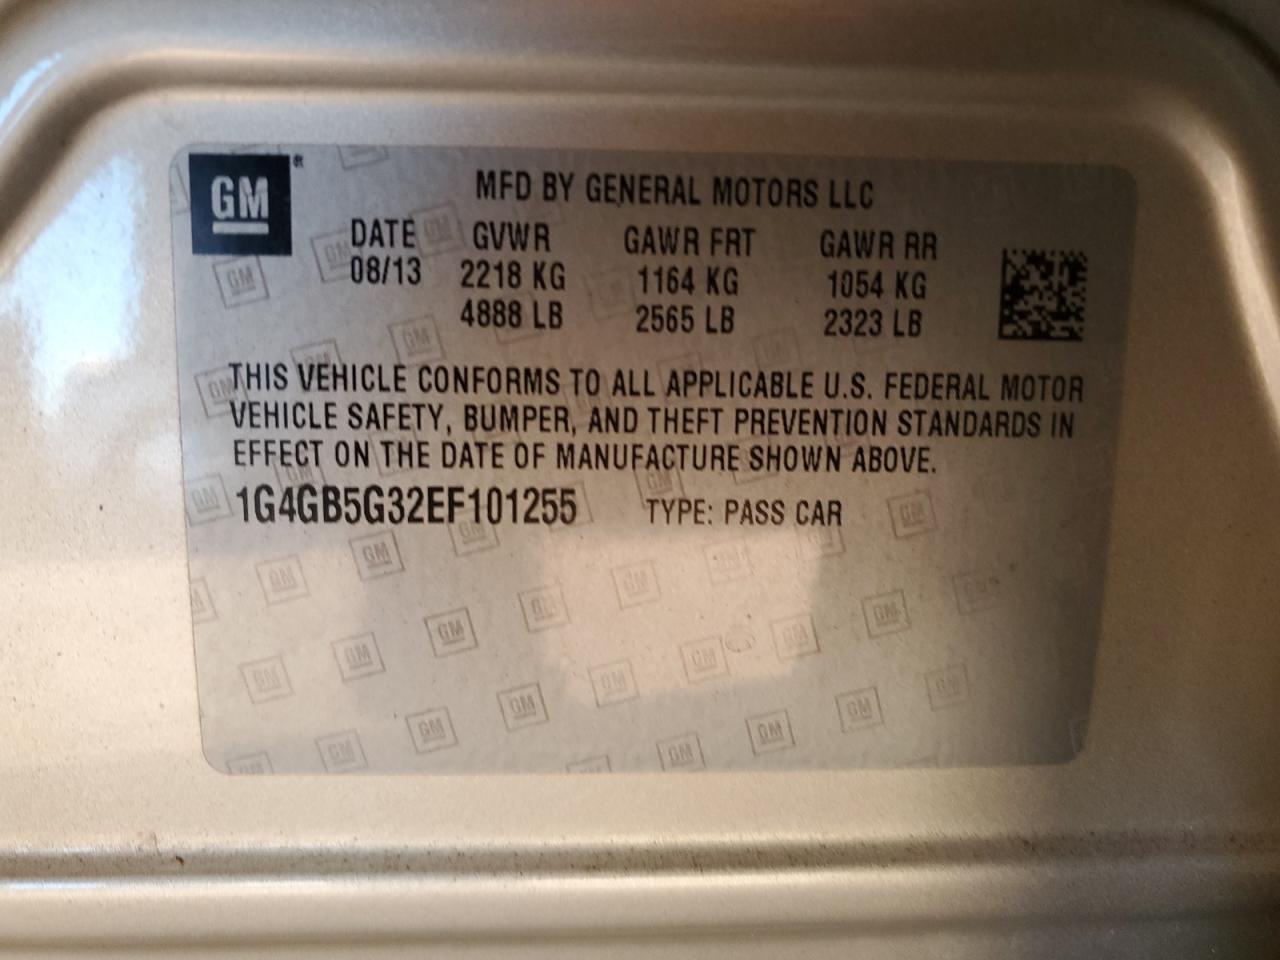 GM®
MFD BY GENERAL MOTORS LLC
DATE GVWR GAWR FRT GAWR RR
08/13 2218 KG 1164 KG 1054 KG
4888 LB 2565 LB 2323 LB
THIS VEHICLE CONFORMS TO ALL APPLICABLE U.S. FEDERAL MOTOR
VEHICLE SAFETY, BUMPER, AND THEFT PREVENTION STANDARDS IN
EFFECT ON THE DATE OF MANUFACTURE SHOWN ABOVE.
1G4GB5G32EF101255 TYPE: PASS CAR